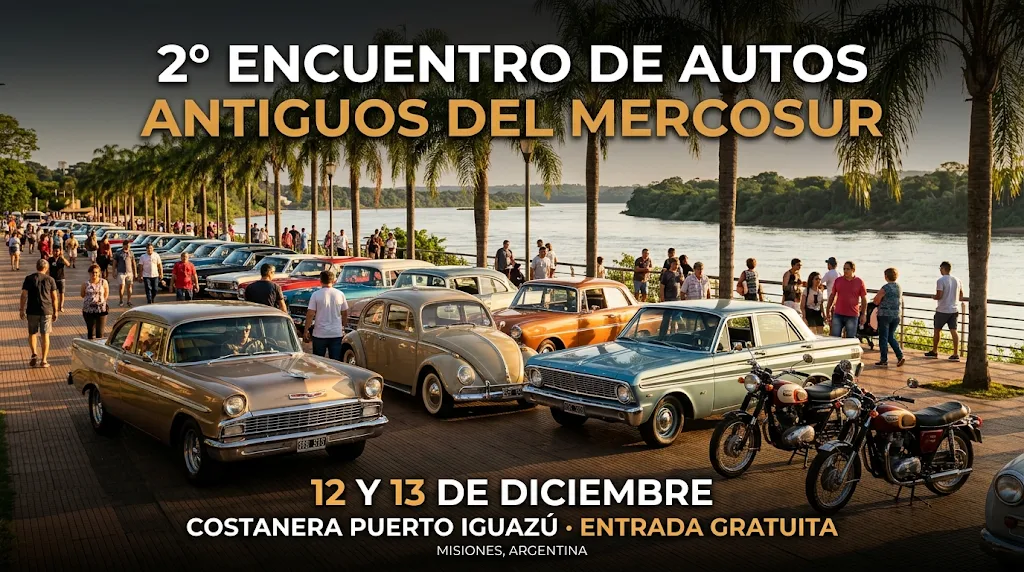 2º ENCUENTRO DE AUTOS
ANTIGUOS DEL MERCOSUR
12 Y 13 DE DICIEMBRE
COSTANERA PUERTO IGUAZÚ · ENTRADA GRATUITA
MISIONES, ARGENTINA